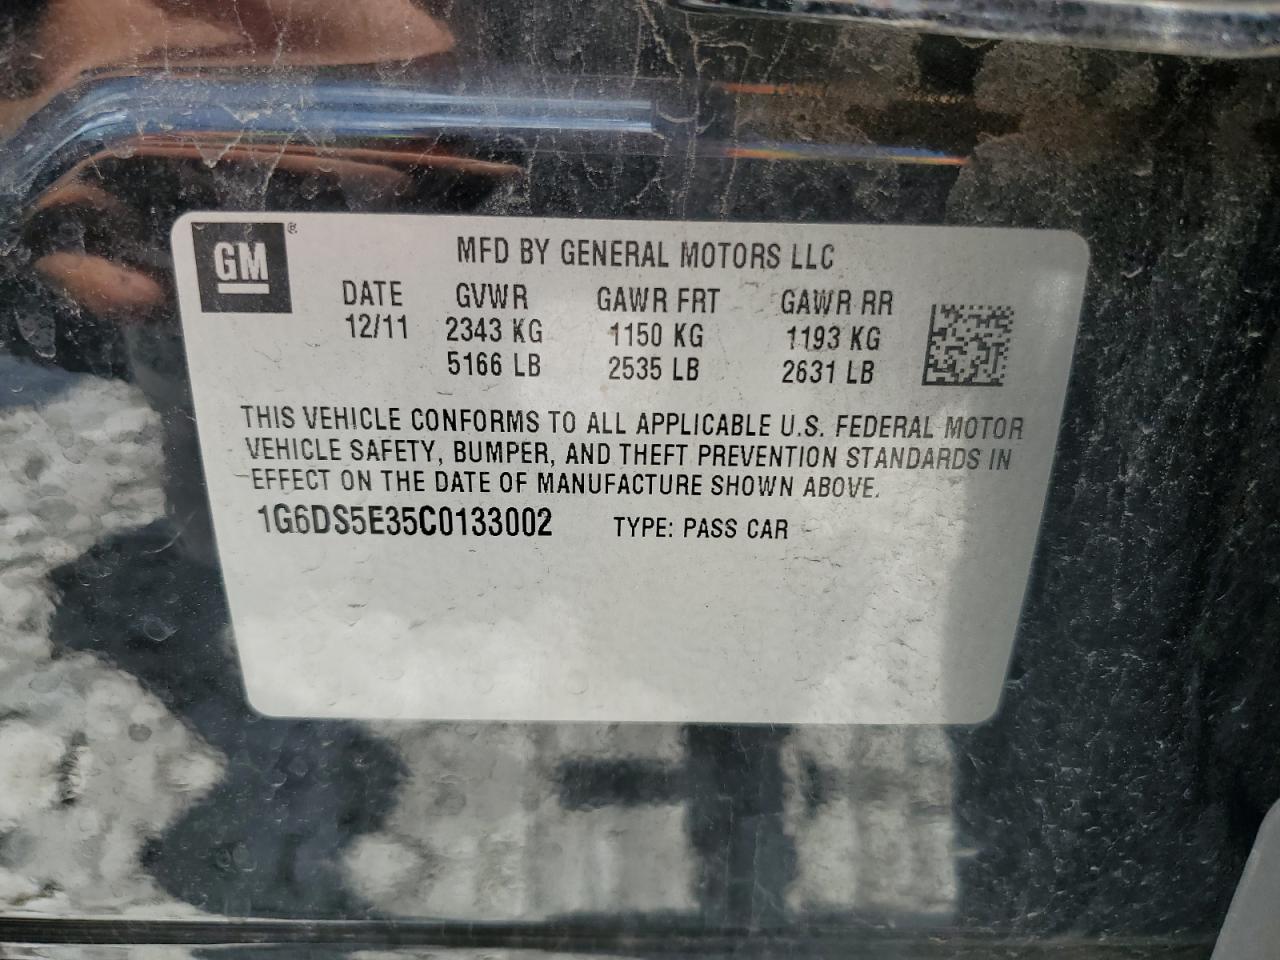 GM ®
MFD BY GENERAL MOTORS LLC
DATE GVWR GAWR FRT GAWR RR
12/11 2343 KG 1150 KG 1193 KG
5166 LB 2535 LB 2631 LB
THIS VEHICLE CONFORMS TO ALL APPLICABLE U.S. FEDERAL MOTOR
VEHICLE SAFETY, BUMPER, AND THEFT PREVENTION STANDARDS IN
EFFECT ON THE DATE OF MANUFACTURE SHOWN ABOVE.
1G6DS5E35C0133002 TYPE: PASS CAR